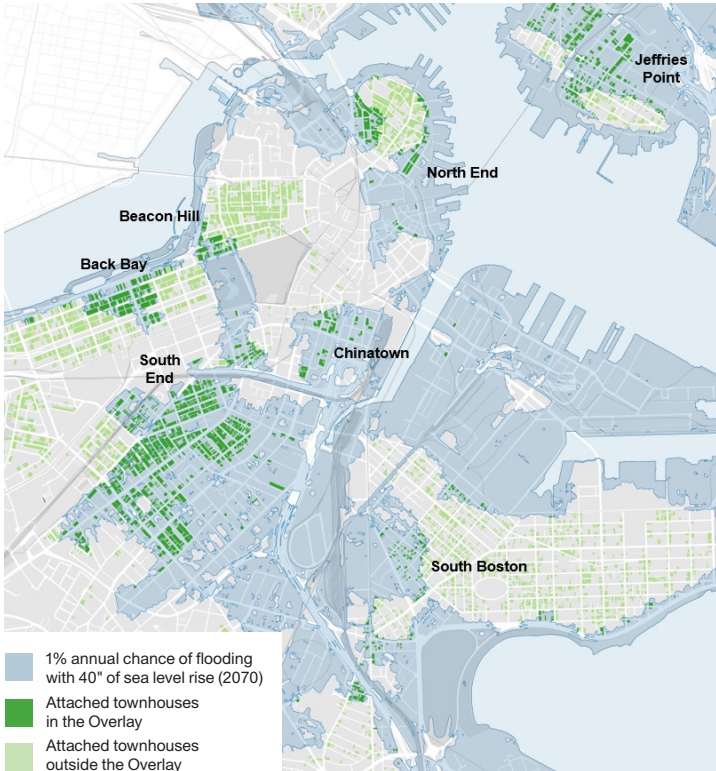 Jeffries
Point
North End
Beacon Hill
Back Bay
Chinatown
South
End
South Boston
1% annual chance of flooding
with 40" of sea level rise (2070)
Attached townhouses
in the Overlay
Attached townhouses
outside the Overlay